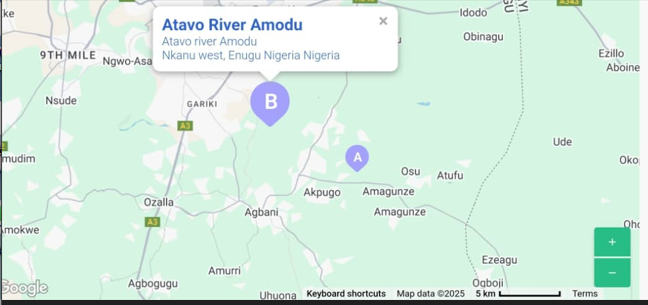 Atavo River Amodu
Atavo river Amodu
Nkanu west, Enugu Nigeria Nigeria
×
Idodo
Obinagu
9TH MILE
Ngwo-Asa
Ezillo
Aboine
Nsude
GARIKI
B
A3
A
Ude
mudim
Osu
Atufu
Oko
Akpugo
Amagunze
Ozalla
Agbani
Amagunze
A3
Amokwe
Oho
+
Ezeagu
Amurri
−
Agbogugu
Ogboji
Uhuona
Google
Keyboard shortcuts
Map data ©2025
5 km
Terms